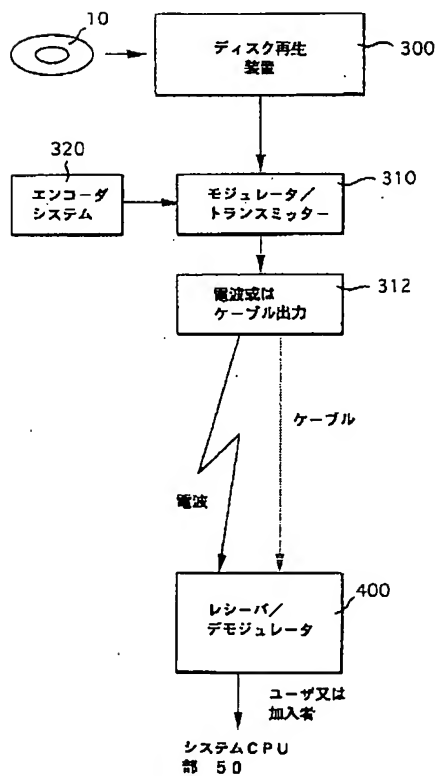 10
ディスク再生
装置
300
320
エンコーダ
システム
モジュレータ/
トランスミッター
310
電波或は
ケーブル出力
312
ケーブル
電波
レシーバ/
デモジュレータ
400
ユーザ又は
加入者
システムCPU
部 50